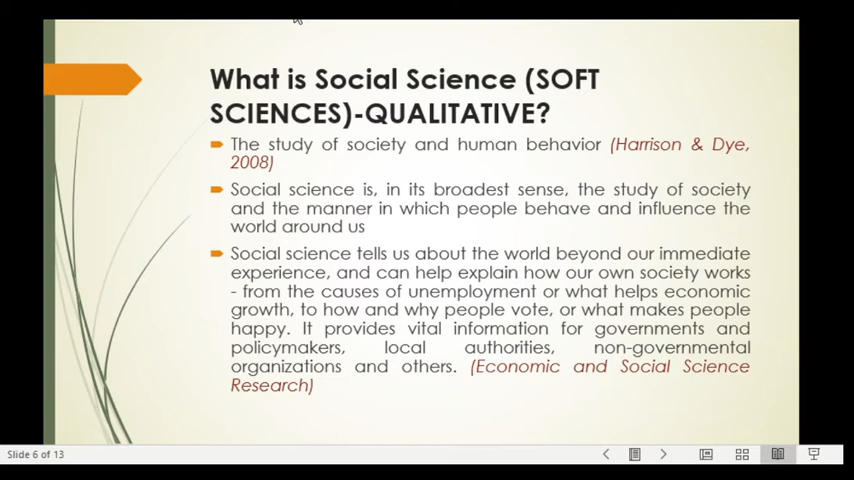 What is Social Science (SOFT
SCIENCES)-QUALITATIVE?
The study of society and human behavior (Harrison & Dye,
2008)
Social science is, in its broadest sense, the study of society
and the manner in which people behave and influence the
world around us
Social science tells us about the world beyond our immediate
experience, and can help explain how our own society works
- from the causes of unemployment or what helps economic
growth, to how and why people vote, or what makes people
happy. It provides vital information for governments and
policymakers, local authorities, non-governmental
organizations and others. (Economic and Social Science
Research)
Slide 6 of 13